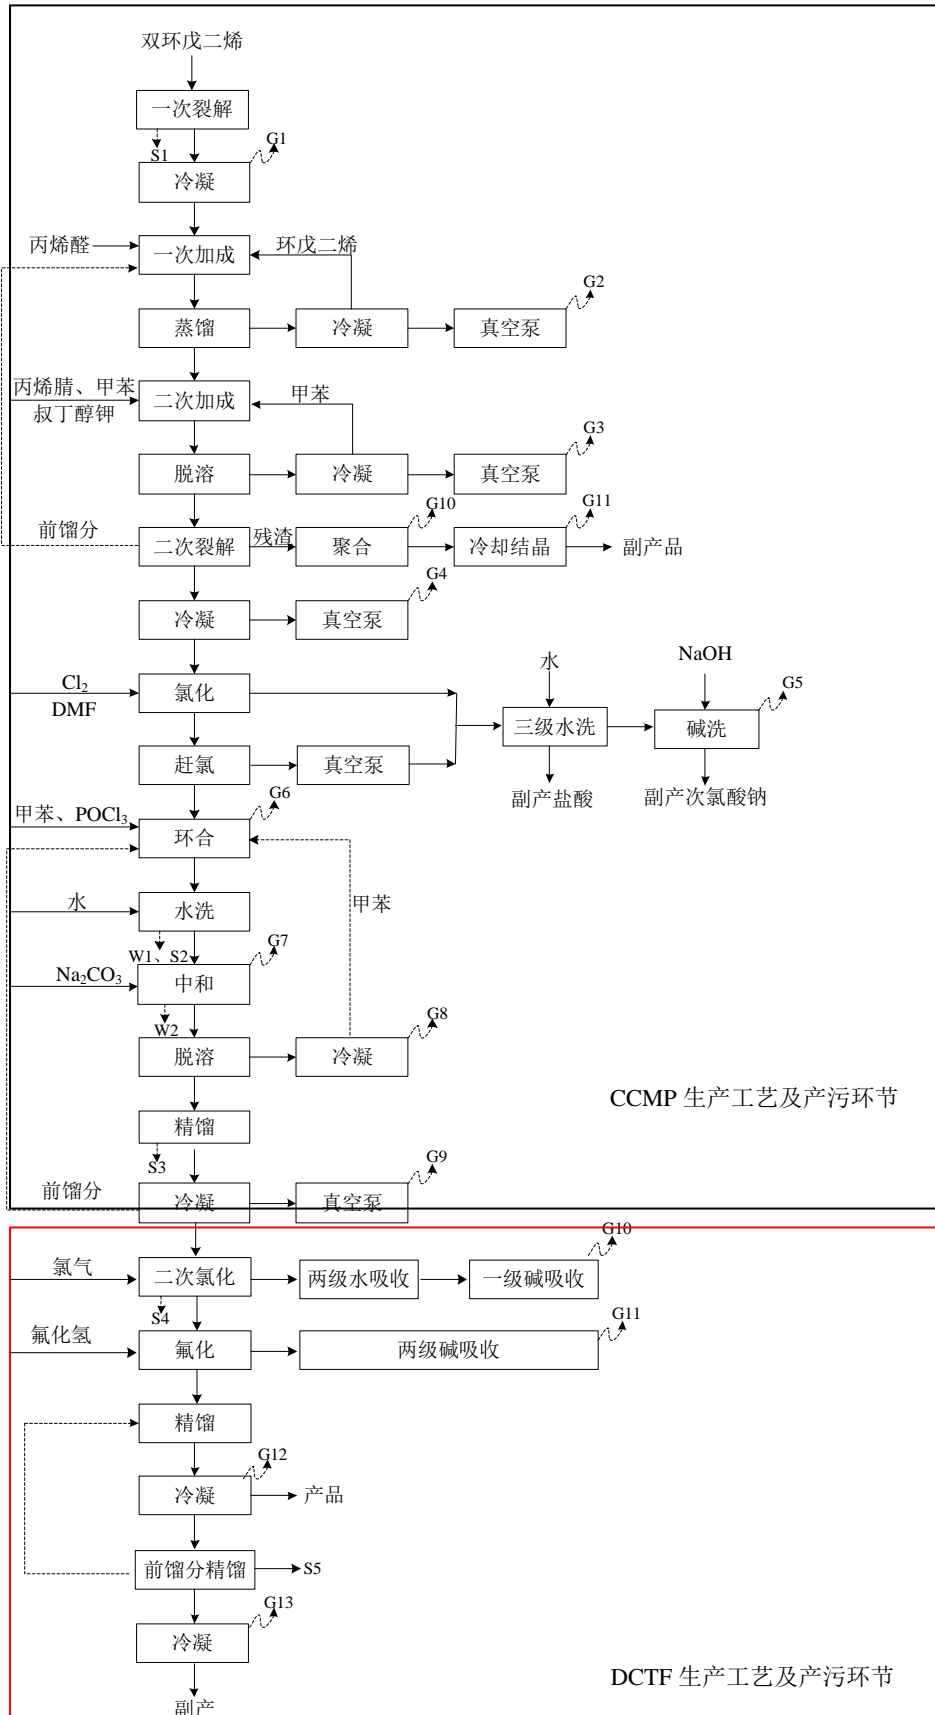 双环戊二烯
一次裂解
S1
G1
冷凝
丙烯醛
一次加成
环戊二烯
G2
蒸馏
冷凝
真空泵
丙烯腈、甲苯
叔丁醇钾
二次加成
甲苯
G3
脱溶
冷凝
真空泵
前馏分
二次裂解
残渣
G10
聚合
G11
冷却结晶
副产品
G4
冷凝
真空泵
Cl2
DMF
氯化
水
NaOH
G5
三级水洗
碱洗
赶氯
真空泵
副产盐酸
副产次氯酸钠
G6
甲苯、POCl3
环合
水
水洗
甲苯
W1、S2
G7
Na2CO3
中和
W2
G8
脱溶
冷凝
CCMP 生产工艺及产污环节
精馏
S3
G9
前馏分
冷凝
真空泵
G10
氯气
二次氯化
两级水吸收
一级碱吸收
S4
G11
氟化氢
氟化
两级碱吸收
精馏
G12
冷凝
产品
前馏分精馏
S5
G13
冷凝
DCTF 生产工艺及产污环节
副产